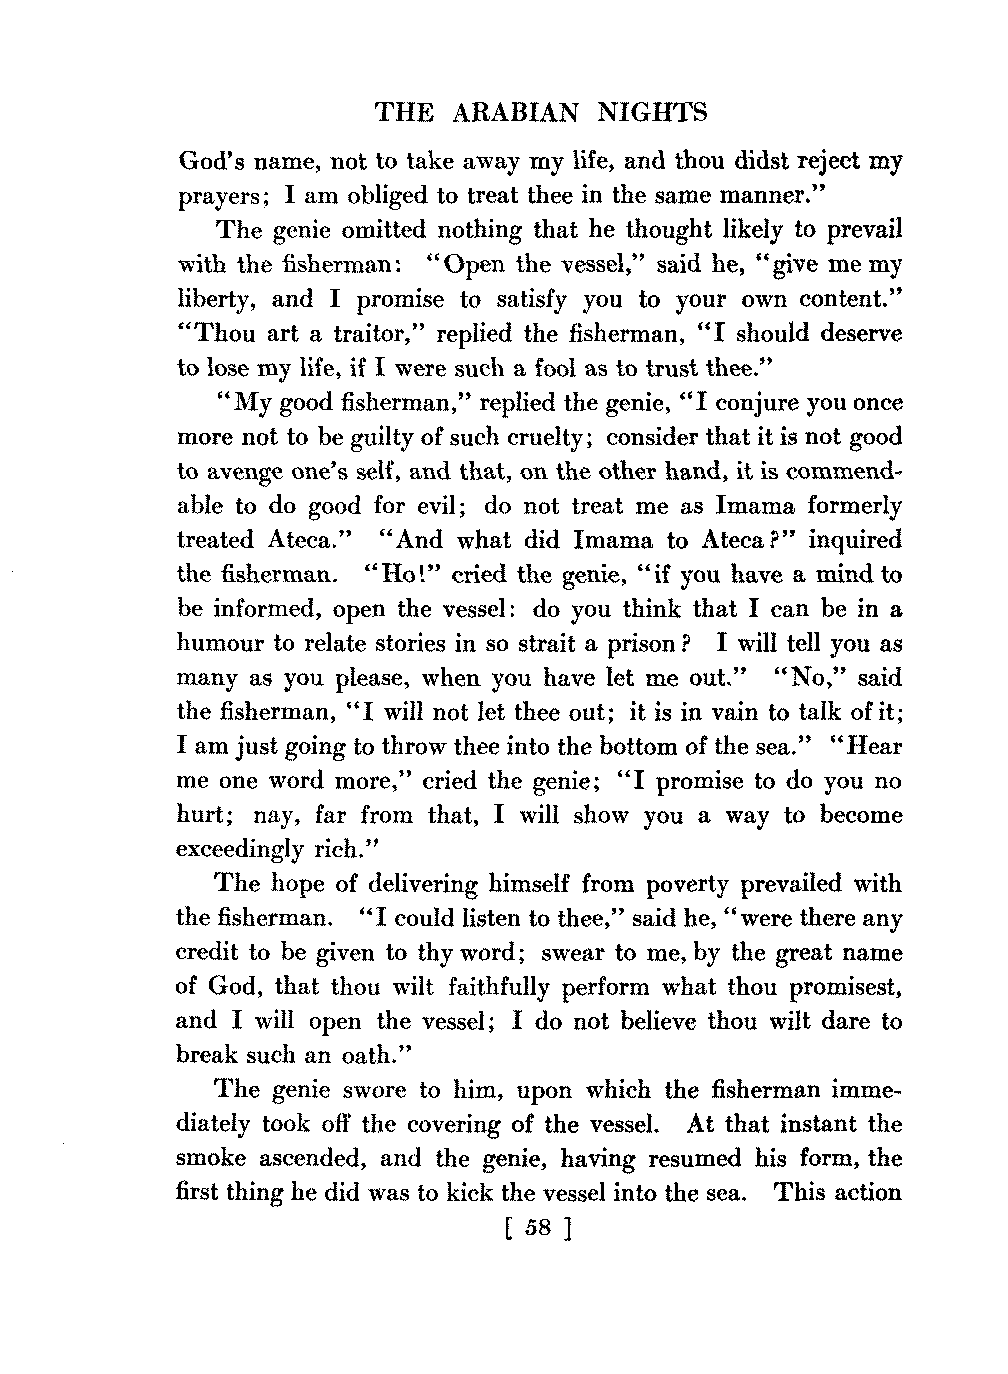 THE ARABIAN NIGHTS
God's name, not to take away my life, and thou didst reject my
prayers; I am obliged to treat thee in the same manner."
The genie omitted nothing that he thought likely to prevail
with the fisherman: "Open the vessel," said he, "give me my
liberty, and I promise to satisfy you to your own content."
"Thou art a traitor," replied the fisherman, "I should deserve
to lose my life, if I were such a fool as to trust thee."
"My good fisherman," replied the genie, "I conjure you once
more not to be guilty of such cruelty; consider that it is not good
to avenge one's self, and that, on the other hand, it is commend-
able to do good for evil; do not treat me as Imama formerly
treated Ateca." "And what did Imama to Ateca?" inquired
the fisherman. "Ho!" cried the genie, "if you have a mind to
be informed, open the vessel: do you think that I can be in a
humour to relate stories in so strait a prison? I will tell you as
many as you please, when you have let me out." "No," said
the fisherman, "I will not let thee out; it is in vain to talk of it;
I am just going to throw thee into the bottom of the sea." "Hear
me one word more," cried the genie; "I promise to do you no
hurt; nay, far from that, I will show you a way to become
exceedingly rich."
The hope of delivering himself from poverty prevailed with
the fisherman. "I could listen to thee," said he, "were there any
credit to be given to thy word; swear to me, by the great name
of God, that thou wilt faithfully perform what thou promisest,
and I will open the vessel; I do not believe thou wilt dare to
break such an oath."
The genie swore to him, upon which the fisherman imme-
diately took off the covering of the vessel. At that instant the
smoke ascended, and the genie, having resumed his form, the
first thing he did was to kick the vessel into the sea. This action
[ 58 ]